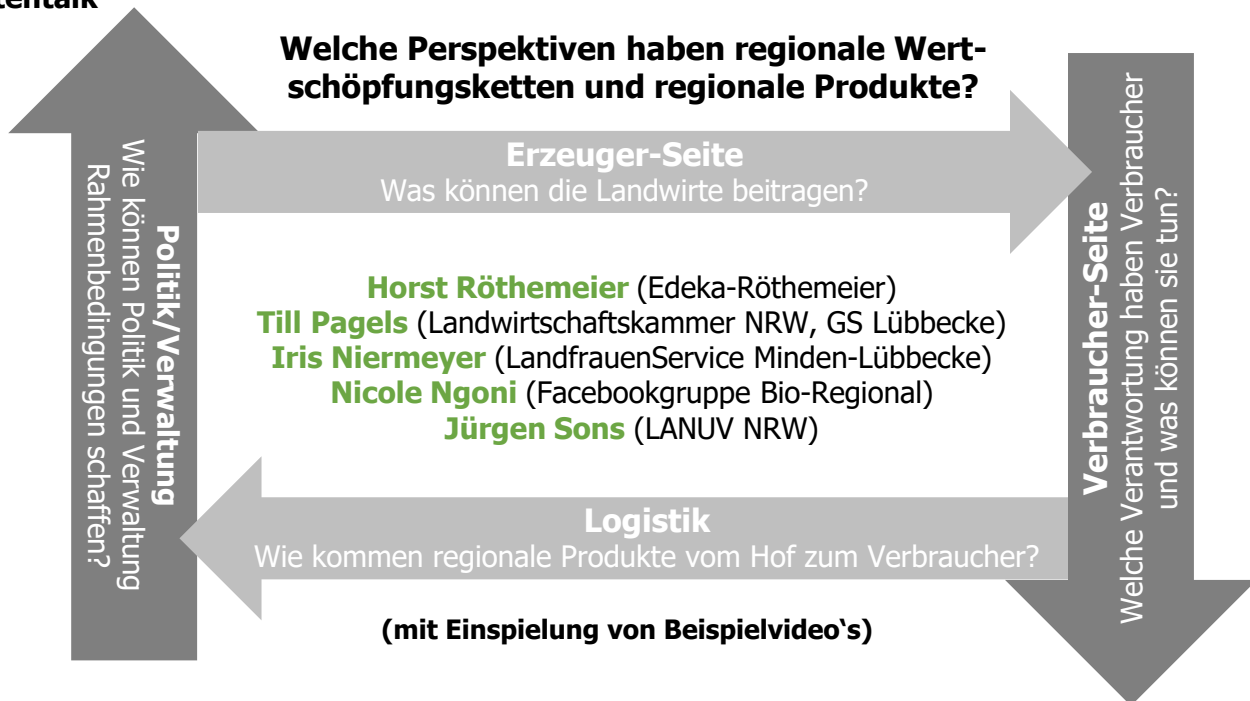 Welche Perspektiven haben regionale Wert-
schöpfungsketten und regionale Produkte?
Erzeuger-Seite
Was können die Landwirte beitragen?
Politik/Verwaltung
Wie können Politik und Verwaltung
Rahmenbedingungen schaffen?
Horst Röthemeier (Edeka-Röthemeier)
Till Pagels (Landwirtschaftskammer NRW, GS Lübbecke)
Iris Niermeyer (LandfrauenService Minden-Lübbecke)
Nicole Ngoni (Facebookgruppe Bio-Regional)
Jürgen Sons (LANUV NRW)
Verbraucher-Seite
Welche Verantwortung haben Verbraucher
und was können sie tun?
Logistik
Wie kommen regionale Produkte vom Hof zum Verbraucher?
(mit Einspielung von Beispielvideo‘s)